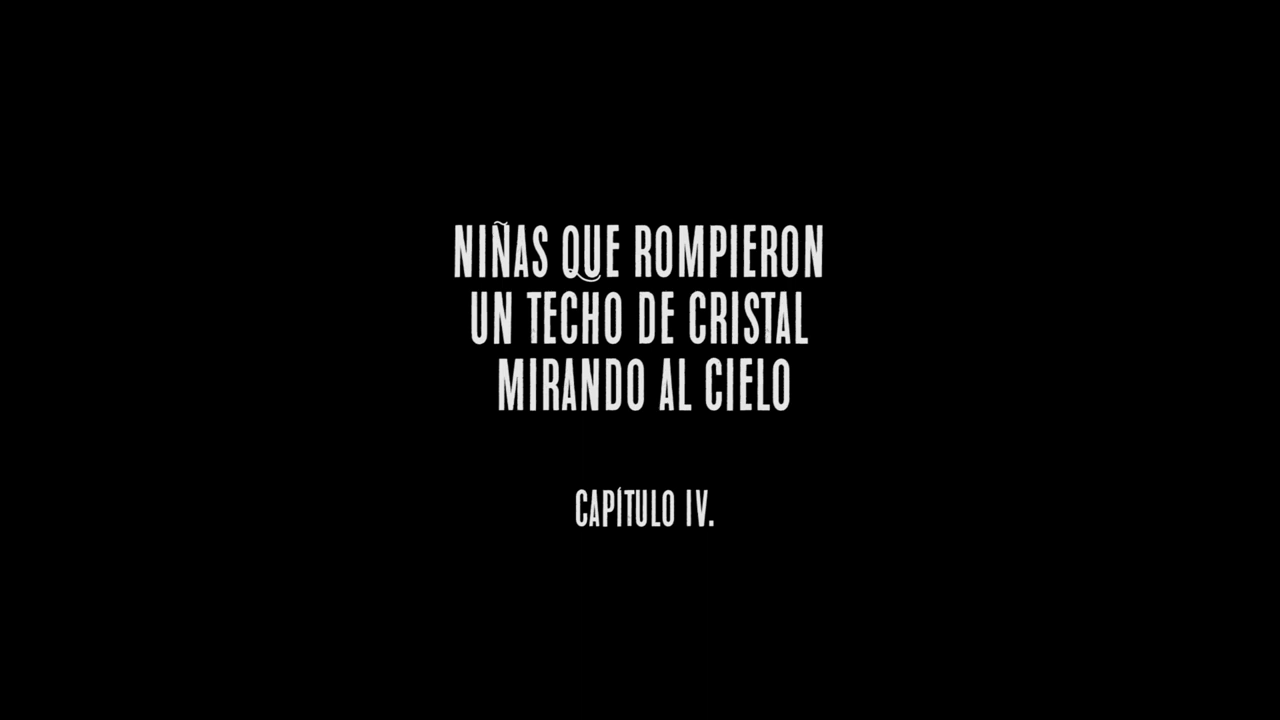 NIÑAS QUE ROMPIERON
UN TECHO DE CRISTAL
MIRANDO AL CIELO
CAPÍTULO IV.